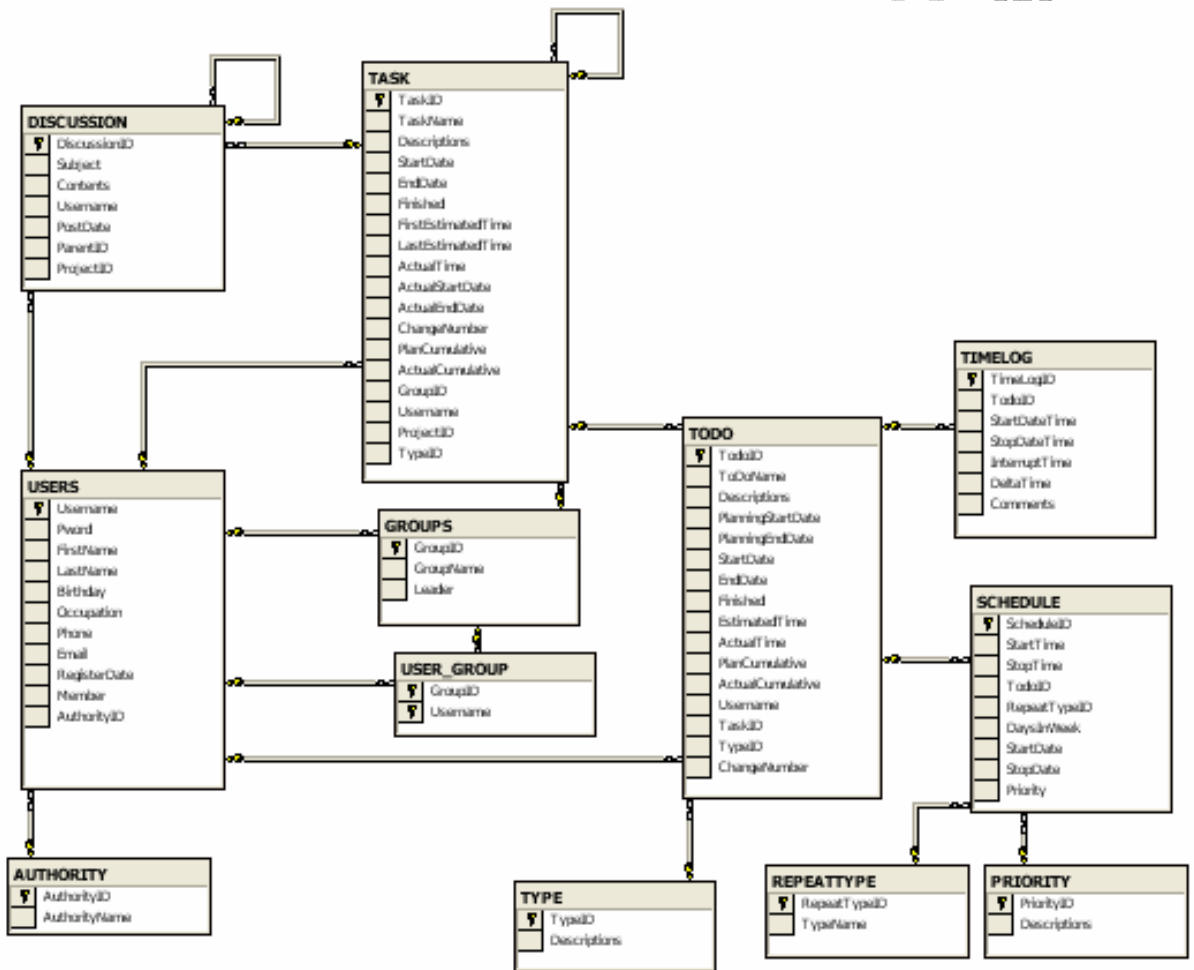 DISCUSSION
DiscussionID
Subject
Contents
Username
PostDate
ParentID
ProjectID
TASK
TaskID
TaskName
Descriptions
StartDate
EndDate
Finished
FirstEstimatedTime
LastEstimatedTime
ActualTime
ActualStartDate
ActualEndDate
ChangeNumber
PlanCumulative
ActualCumulative
GroupID
Username
ProjectID
TypeID
TIMELOG
TimeLogID
TodoID
StartDateTime
StopDateTime
InterruptTime
DeltaTime
Comments
TODO
TodoID
ToDoName
Descriptions
PlanningStartDate
PlanningEndDate
StartDate
EndDate
Finished
EstimatedTime
ActualTime
PlanCumulative
ActualCumulative
Username
TaskID
TypeID
ChangeNumber
USERS
Username
Pword
FirstName
LastName
Birthday
Occupation
Phone
Email
RegisterDate
Member
AuthorityID
GROUPS
GroupID
GroupName
Leader
USER_GROUP
GroupID
Username
SCHEDULE
ScheduleID
StartTime
StopTime
TodoID
RepeatTypeID
DaysInWeek
StartDate
StopDate
Priority
AUTHORITY
AuthorityID
AuthorityName
TYPE
TypeID
Descriptions
REPEATTYPE
RepeatTypeID
TypeName
PRIORITY
PriorityID
Descriptions